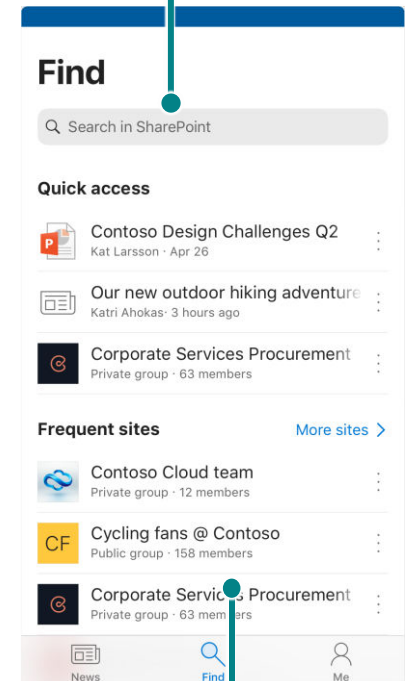 Find
Search in SharePoint
Quick access
Contoso Design Challenges Q2
Kat Larsson · Apr 26
Our new outdoor hiking adventure
Katri Ahokas· 3 hours ago
Corporate Services Procurement
Private group · 63 members
Frequent sites
More sites >
Contoso Cloud team
Private group · 12 members
CF
Cycling fans @ Contoso
Public group · 158 members
Corporate Services Procurement
Private group · 63 members
News
Find
Me